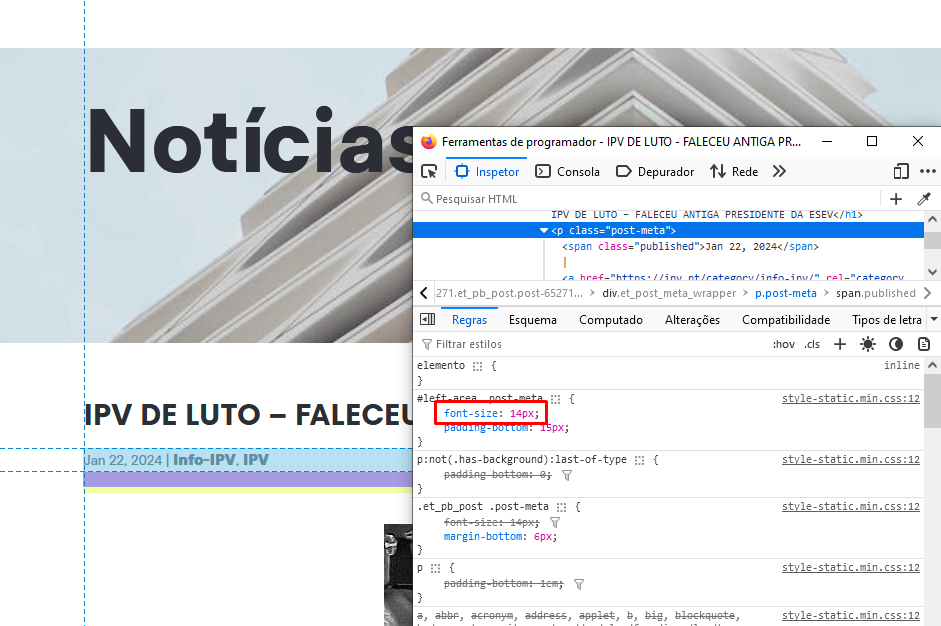 Notícias
IPV DE LUTO – FALECEU
Jan 22, 2024 | Info-IPV, IPV
Ferramentas de programador - IPV DE LUTO - FALECEU ANTIGA PR...
Inspetor Consola Depurador Rede
Pesquisar HTML
IPV DE LUTO – FALECEU ANTIGA PRESIDENTE DA ESEV</h1>
<p class="post-meta">
<span class="published">Jan 22, 2024</span>
|
<a href="https://ipv.pt/category/info-ipv/" rel="category
271.et_pb_post.post-65271... > div.et_post_meta_wrapper > p.post-meta > span.published
Regras Esquema Computado Alterações Compatibilidade Tipos de letra
Filtrar estilos :hov .cls +
elemento { inline
}
#left-area .post-meta { style-static.min.css:12
font-size: 14px;
padding-bottom: 15px;
}
p:not(.has-background):last-of-type { style-static.min.css:12
padding-bottom: 0;
}
.et_pb_post .post-meta { style-static.min.css:12
font-size: 14px;
margin-bottom: 6px;
}
p { style-static.min.css:12
padding-bottom: 1em;
}
a, abbr, acronym, address, applet, b, big, blockquote, style-static.min.css:12